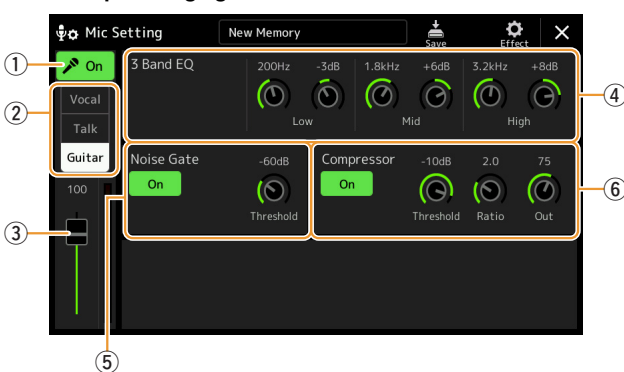 Mic Setting
New Memory
Save
Effect
①
On
②
Vocal
Talk
Guitar
③
100
3 Band EQ
200Hz -3dB 1.8kHz +6dB 3.2kHz +8dB
Low Mid High
④
Noise Gate
On
-60dB
Threshold
⑤
Compressor
On
-10dB 2.0 75
Threshold Ratio Out
⑥